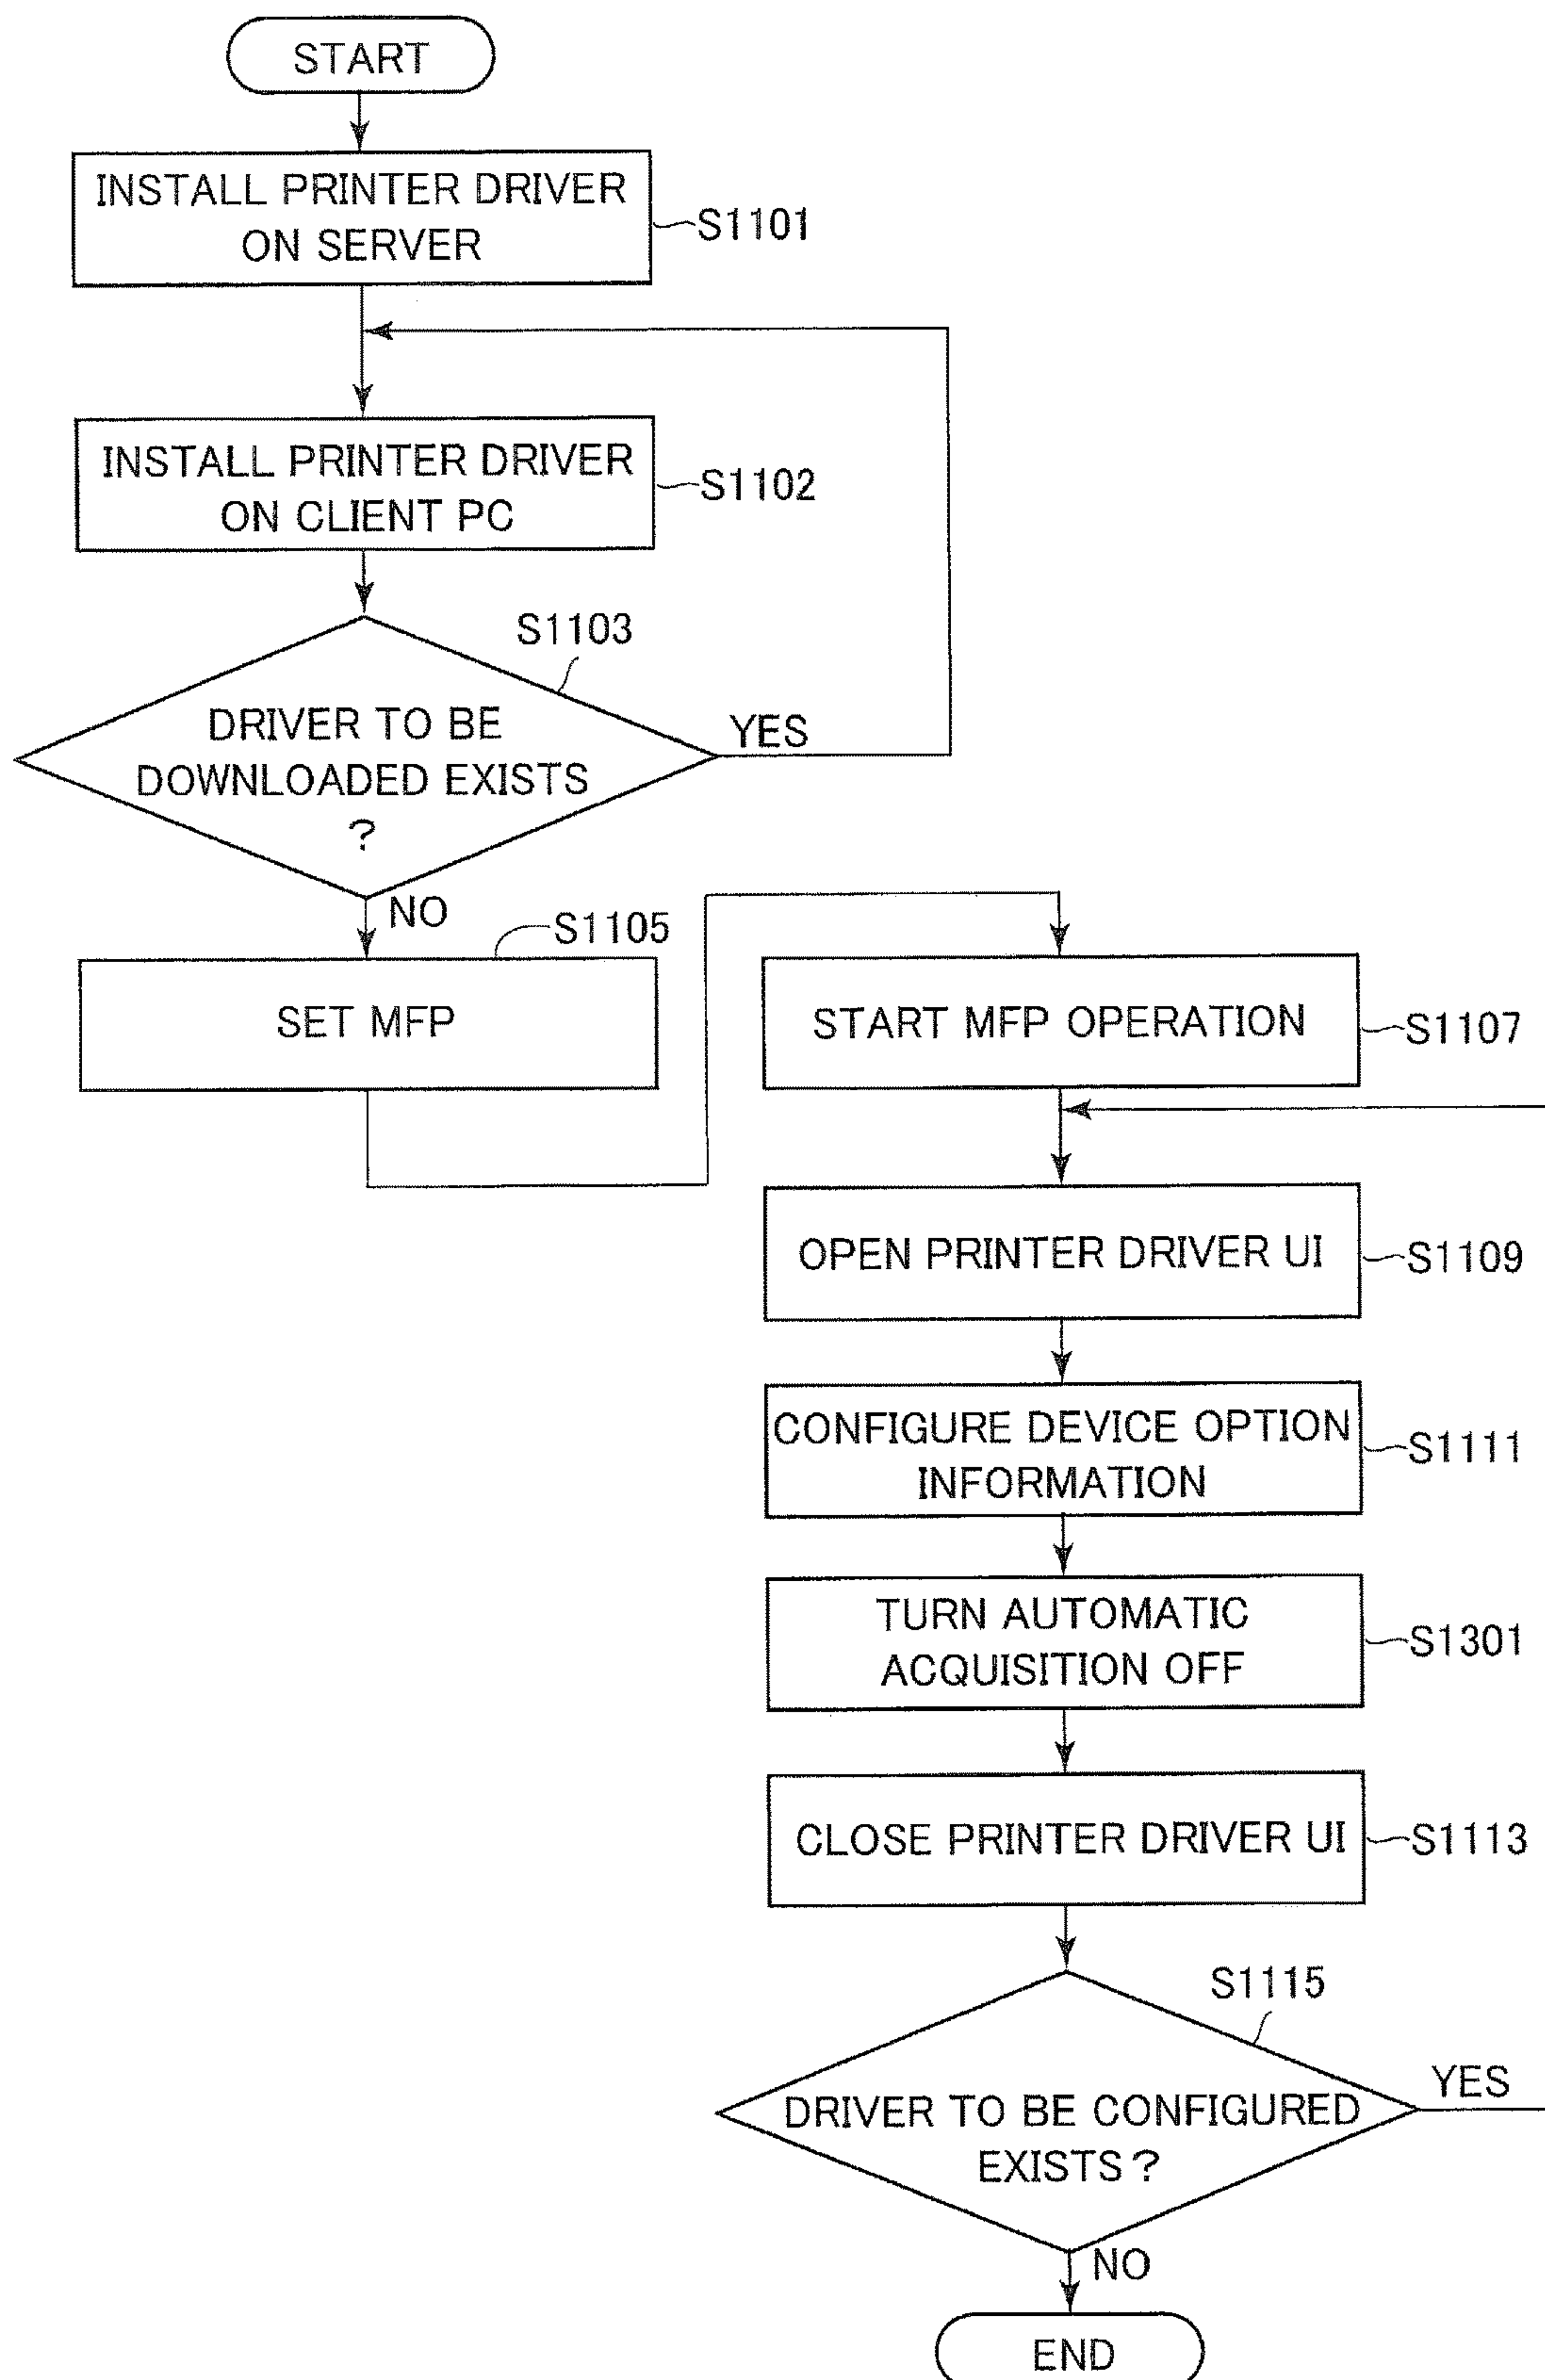 START
INSTALL PRINTER DRIVER
ON SERVER
S1101
INSTALL PRINTER DRIVER
ON CLIENT PC
S1102
S1103
DRIVER TO BE
DOWNLOADED EXISTS
?
YES
NO
S1105
SET MFP
START MFP OPERATION
S1107
OPEN PRINTER DRIVER UI
S1109
CONFIGURE DEVICE OPTION
INFORMATION
S1111
TURN AUTOMATIC
ACQUISITION OFF
S1301
CLOSE PRINTER DRIVER UI
S1113
S1115
DRIVER TO BE CONFIGURED
EXISTS?
YES
NO
END